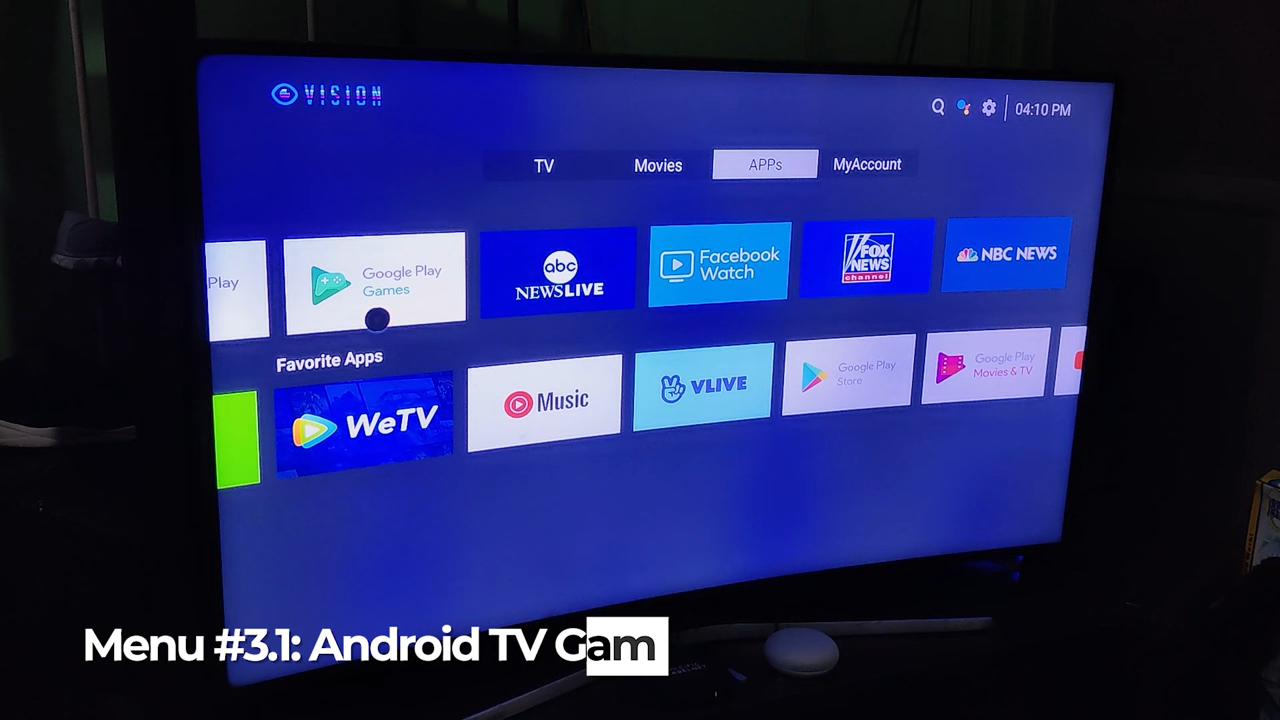 VISION
04:10 PM
TV Movies APPs MyAccount
Play
Google Play
Games
abc
NEWSLIVE
Facebook
Watch
FOX
NEWS
channel
NBC NEWS
Favorite Apps
WeTV
Music
VLIVE
Google Play
Store
Google Play
Movies & TV
Menu #3.1: Android TV Gam